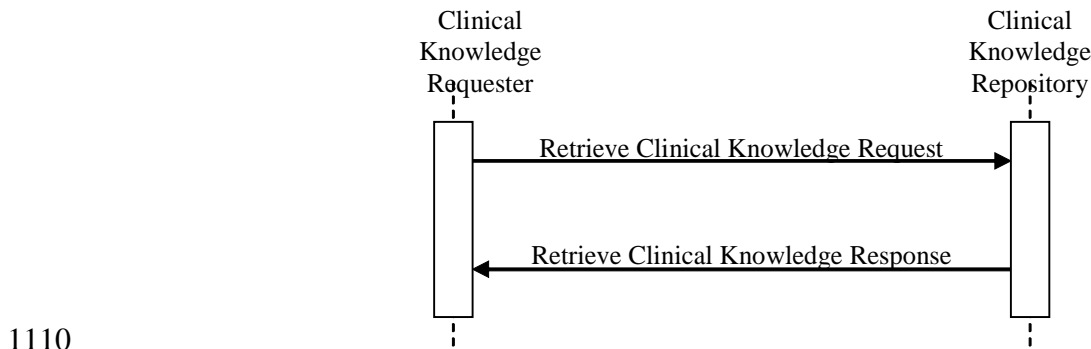 Clinical
Knowledge
Requester
Clinical
Knowledge
Repository
Retrieve Clinical Knowledge Request
Retrieve Clinical Knowledge Response
1110